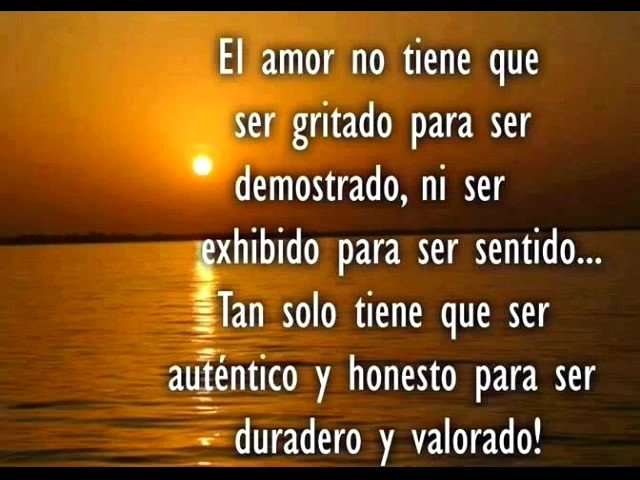 El amor no tiene que
ser gritado para ser
demostrado, ni ser
exhibido para ser sentido...
Tan solo tiene que ser
auténtico y honesto para ser
duradero y valorado!